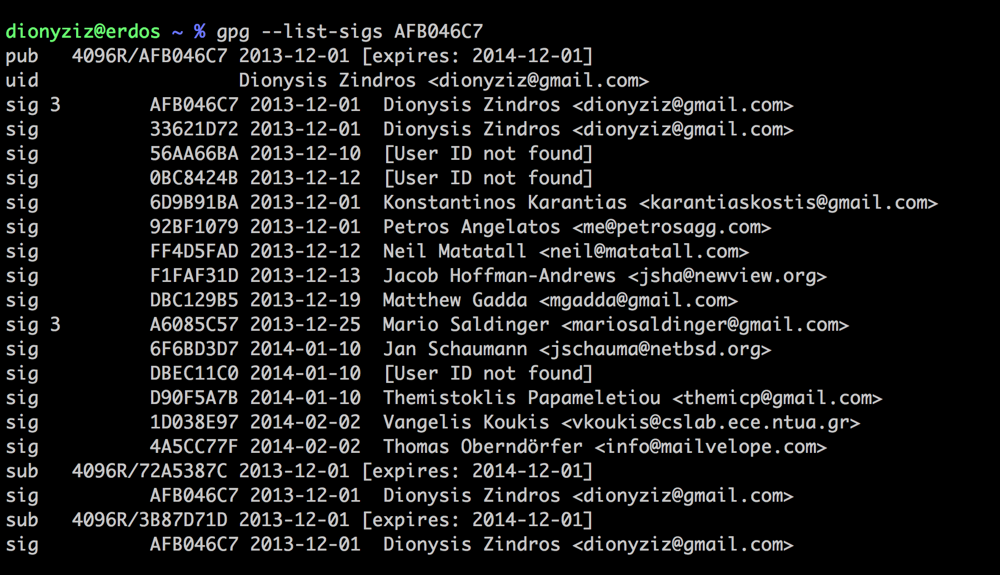 dionyziz@erdos ~ % gpg --list-sigs AFB046C7
pub   4096R/AFB046C7 2013-12-01 [expires: 2014-12-01]
uid                  Dionysis Zindros <dionyziz@gmail.com>
sig 3        AFB046C7 2013-12-01  Dionysis Zindros <dionyziz@gmail.com>
sig          33621D72 2013-12-01  Dionysis Zindros <dionyziz@gmail.com>
sig          56AA66BA 2013-12-10  [User ID not found]
sig          0BC8424B 2013-12-12  [User ID not found]
sig          6D9B91BA 2013-12-01  Konstantinos Karantias <karantiaskostis@gmail.com>
sig          92BF1079 2013-12-01  Petros Angelatos <me@petrosagg.com>
sig          FF4D5FAD 2013-12-12  Neil Matatall <neil@matatall.com>
sig          F1FAF31D 2013-12-13  Jacob Hoffman-Andrews <jsha@newview.org>
sig          DBC129B5 2013-12-19  Matthew Gadda <mgadda@gmail.com>
sig 3        A6085C57 2013-12-25  Mario Saldinger <mariosaldinger@gmail.com>
sig          6F6BD3D7 2014-01-10  Jan Schaumann <jschauma@netbsd.org>
sig          DBEC11C0 2014-01-10  [User ID not found]
sig          D90F5A7B 2014-01-10  Themistoklis Papameletiou <themicp@gmail.com>
sig          1D038E97 2014-02-02  Vangelis Koukis <vkoukis@cslab.ece.ntua.gr>
sig          4A5CC77F 2014-02-02  Thomas Oberndörfer <info@mailvelope.com>
sub   4096R/72A5387C 2013-12-01 [expires: 2014-12-01]
sig          AFB046C7 2013-12-01  Dionysis Zindros <dionyziz@gmail.com>
sub   4096R/3B87D71D 2013-12-01 [expires: 2014-12-01]
sig          AFB046C7 2013-12-01  Dionysis Zindros <dionyziz@gmail.com>